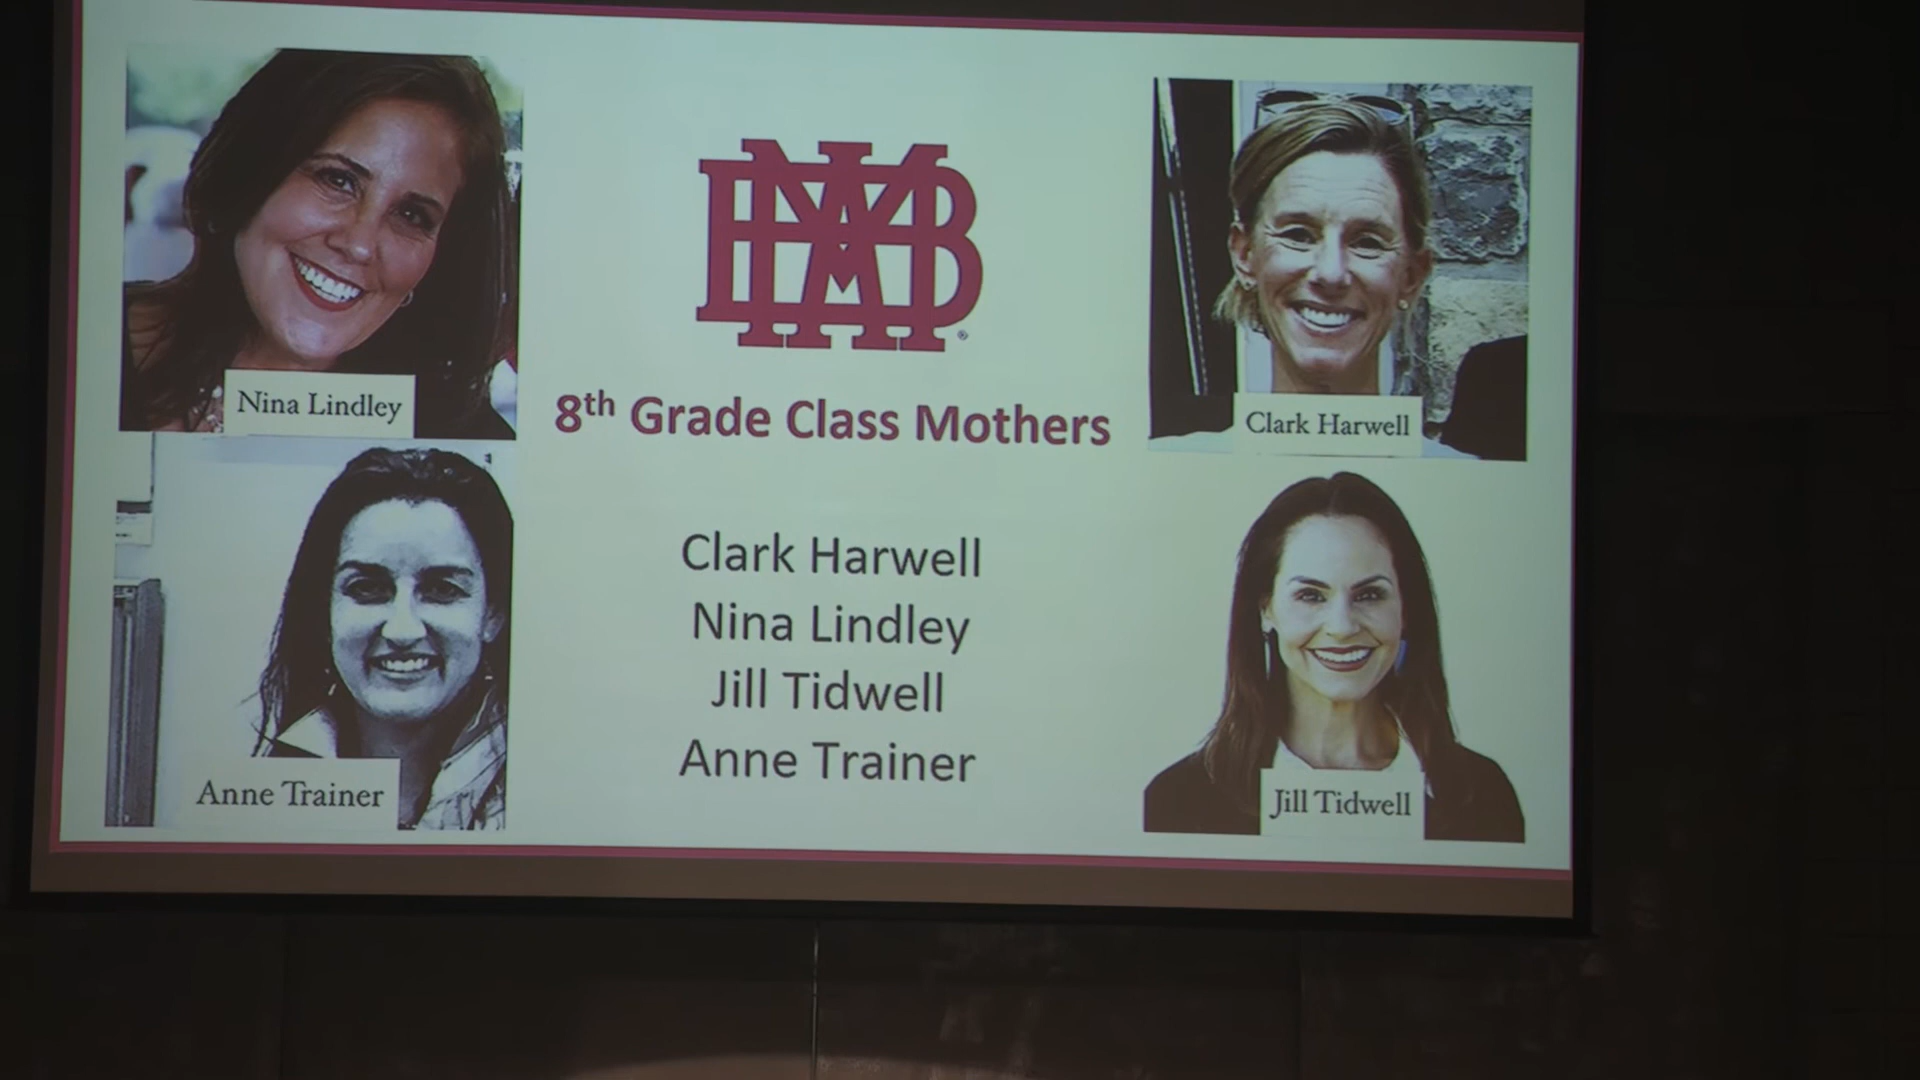 Nina Lindley
MBA
®
8th Grade Class Mothers
Clark Harwell
Clark Harwell
Nina Lindley
Jill Tidwell
Anne Trainer
Anne Trainer
Jill Tidwell